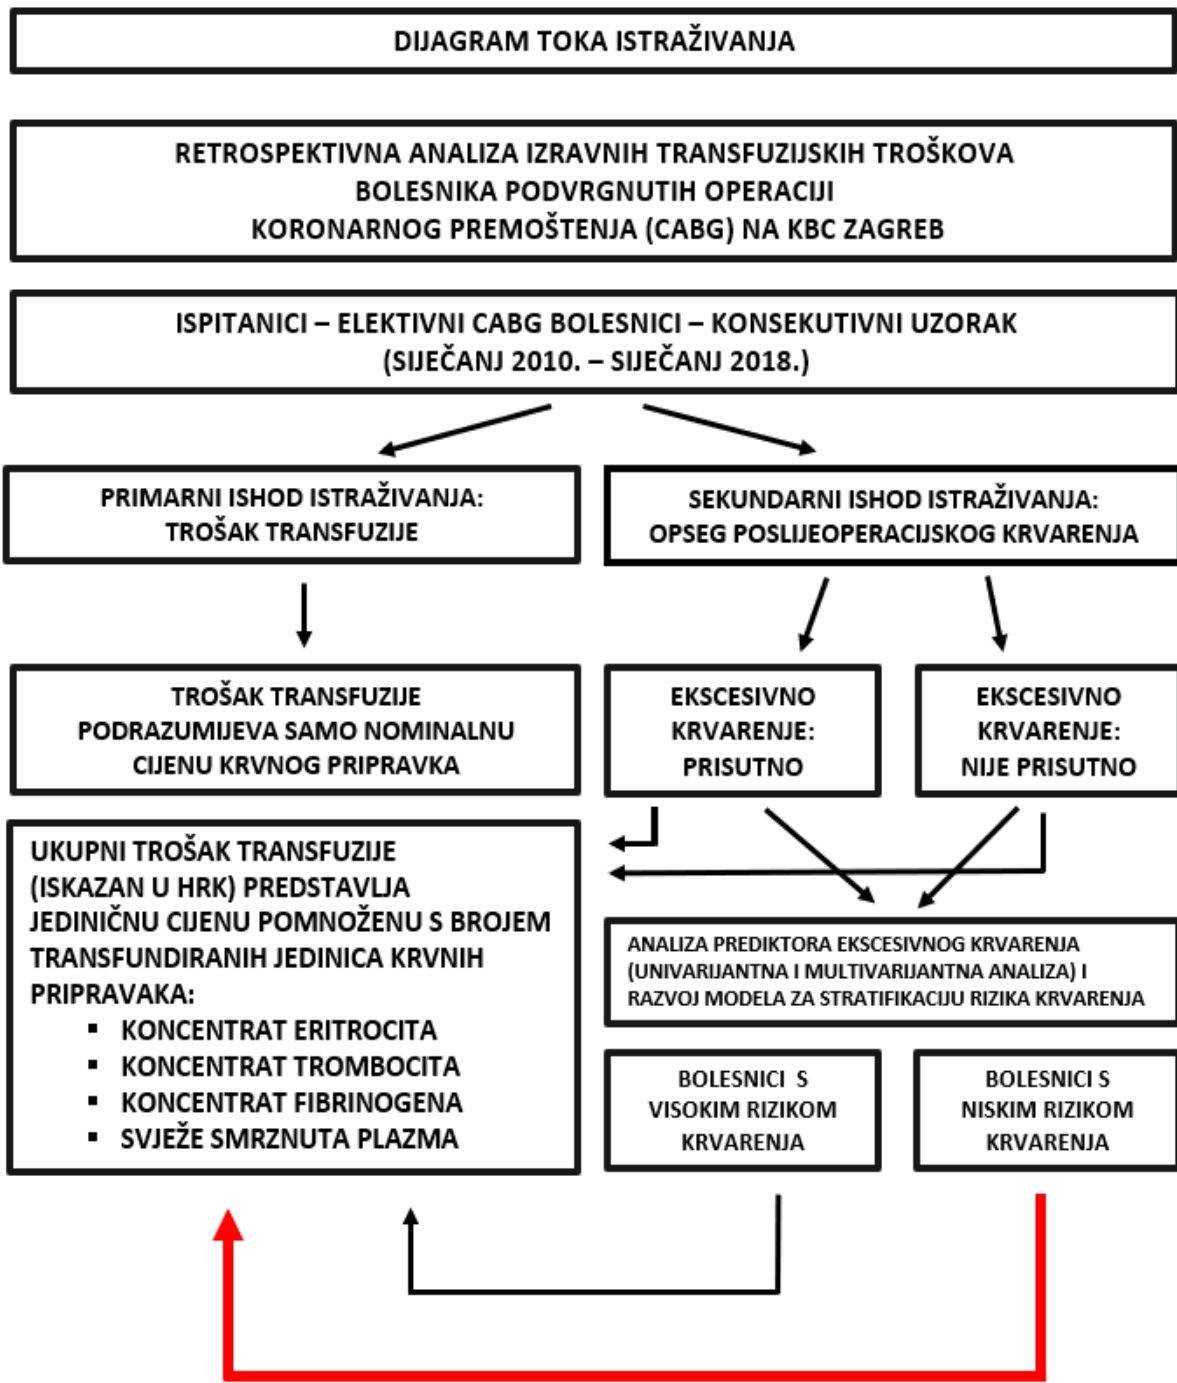 DIJAGRAM TOKA ISTRAŽIVANJA
RETROSPEKTIVNA ANALIZA IZRAVNIH TRANSFUZIJSKIH TROŠKOVA
BOLESNIKA PODVRGNUTIH OPERACIJI
KORONARNOG PREMOŠTENJA (CABG) NA KBC ZAGREB
ISPITANICI – ELEKTIVNI CABG BOLESNICI – KONSEKUTIVNI UZORAK
(SIJEČANJ 2010. – SIJEČANJ 2018.)
PRIMARNI ISHOD ISTRAŽIVANJA:
TROŠAK TRANSFUZIJE
SEKUNDARNI ISHOD ISTRAŽIVANJA:
OPSEG POSLIJEOPERACIJSKOG KRVARENJA
TROŠAK TRANSFUZIJE
PODRAZUMIJEVA SAMO NOMINALNU
CIJENU KRVNOG PRIPRAVKA
EKSCESIVNO
KRVARENJE:
PRISUTNO
EKSCESIVNO
KRVARENJE:
NIJE PRISUTNO
UKUPNI TROŠAK TRANSFUZIJE
(ISKAZAN U HRK) PREDSTAVLJA
JEDINIČNU CIJENU POMNOŽENU S BROJEM
TRANSFUNDIRANIH JEDINICA KRVNIH
PRIPRAVAKA:
▪ KONCENTRAT ERITROCITA
▪ KONCENTRAT TROMBOCITA
▪ KONCENTRAT FIBRINOGENA
▪ SVJEŽE SMRZNUTA PLAZMA
ANALIZA PREDIKTORA EKSCESIVNOG KRVARENJA
(UNIVARIJANTNA I MULTIVARIJANTNA ANALIZA) I
RAZVOJ MODELA ZA STRATIFIKACIJU RIZIKA KRVARENJA
BOLESNICI S
VISOKIM RIZIKOM
KRVARENJA
BOLESNICI S
NISKIM RIZIKOM
KRVARENJA